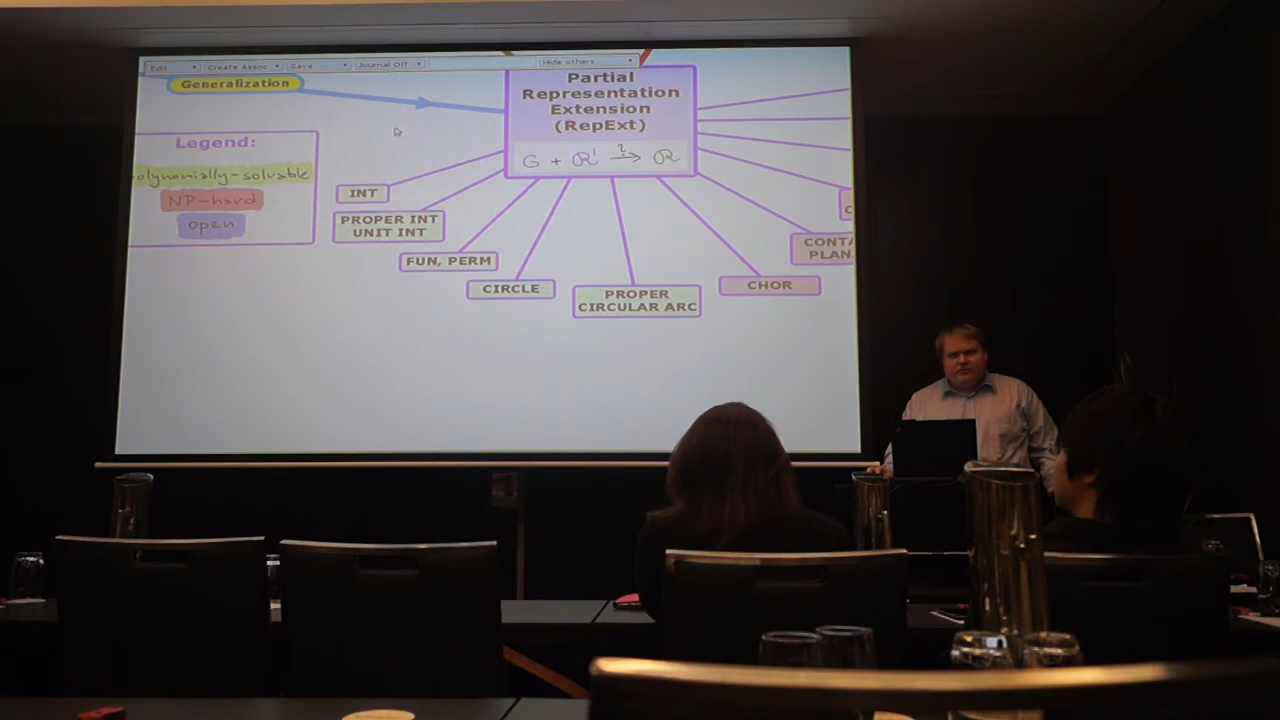 Edit Create Assoc Save Journal Off Hide others
Generalization
Partial
Representation
Extension
(RepExt)
G + R' →? R
Legend:
olynomially-solvable
NP-hard
open
INT
PROPER INT
UNIT INT
FUN, PERM
CIRCLE
PROPER
CIRCULAR ARC
CHOR
CONTA
PLAN.
C